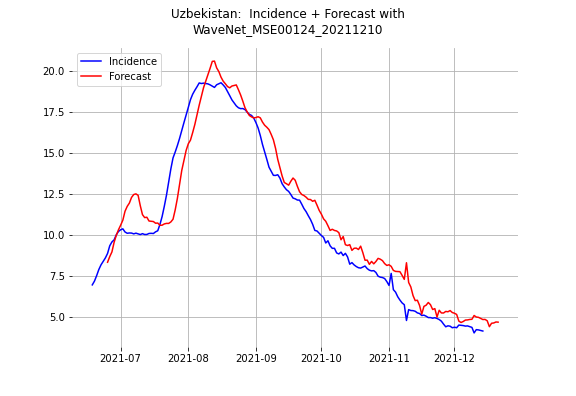 Uzbekistan:  Incidence + Forecast with
WaveNet_MSE00124_20211210
Incidence
Forecast
20.0
17.5
15.0
12.5
10.0
7.5
5.0
2021-07 2021-08 2021-09 2021-10 2021-11 2021-12